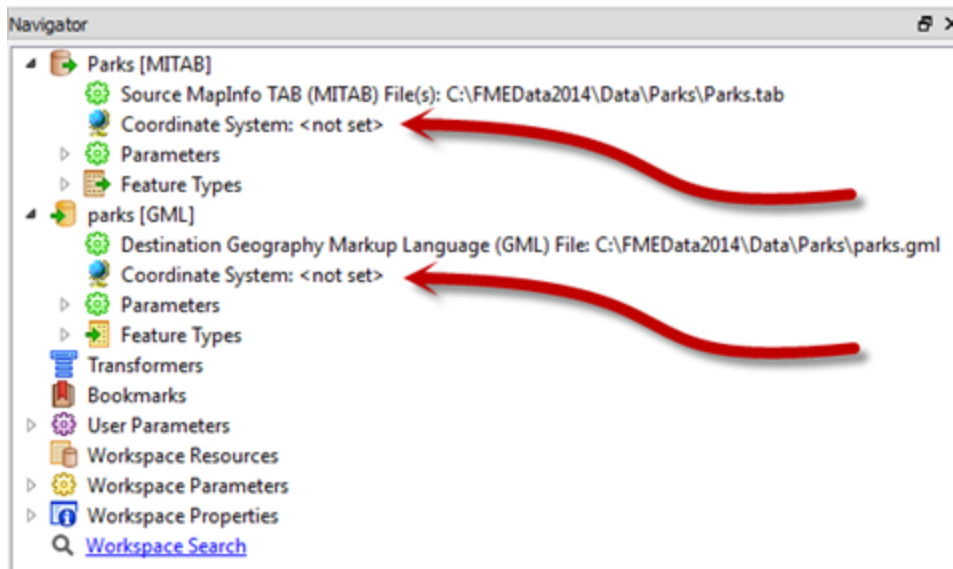 Navigator
Parks [MITAB]
Source MapInfo TAB (MITAB) File(s): C:\FMEData2014\Data\Parks\Parks.tab
Coordinate System: <not set>
Parameters
Feature Types
parks [GML]
Destination Geography Markup Language (GML) File: C:\FMEData2014\Data\Parks\parks.gml
Coordinate System: <not set>
Parameters
Feature Types
Transformers
Bookmarks
User Parameters
Workspace Resources
Workspace Parameters
Workspace Properties
Workspace Search